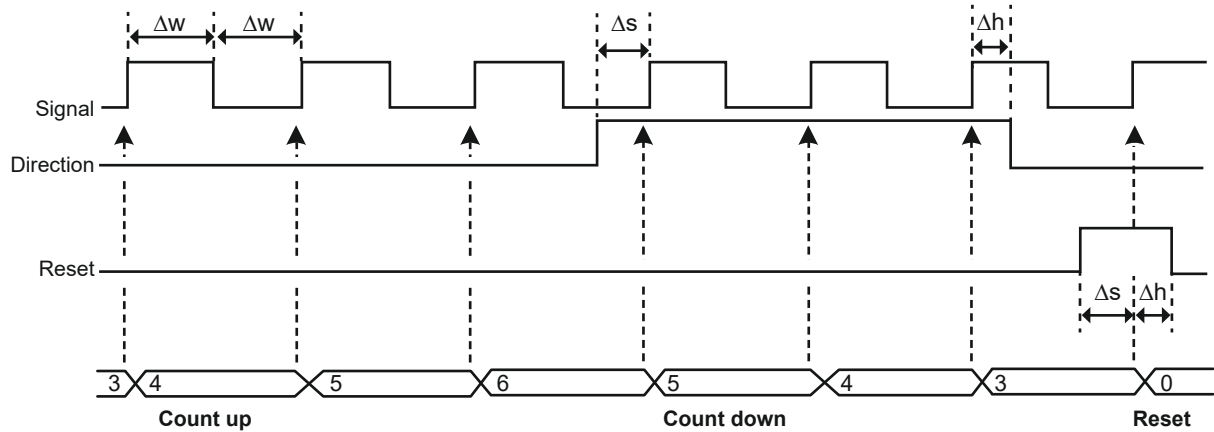 Δw Δw Δs Δh
Signal
Direction
Reset
Δs Δh
3 4 5 6 5 4 3 0
Count up Count down Reset